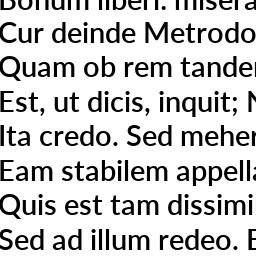 Bonum liberi: misera
Cur deinde Metrodo
Quam ob rem tande
Est, ut dicis, inquit;
Ita credo. Sed meher
Eam stabilem appella
Quis est tam dissimi
Sed ad illum redeo. E